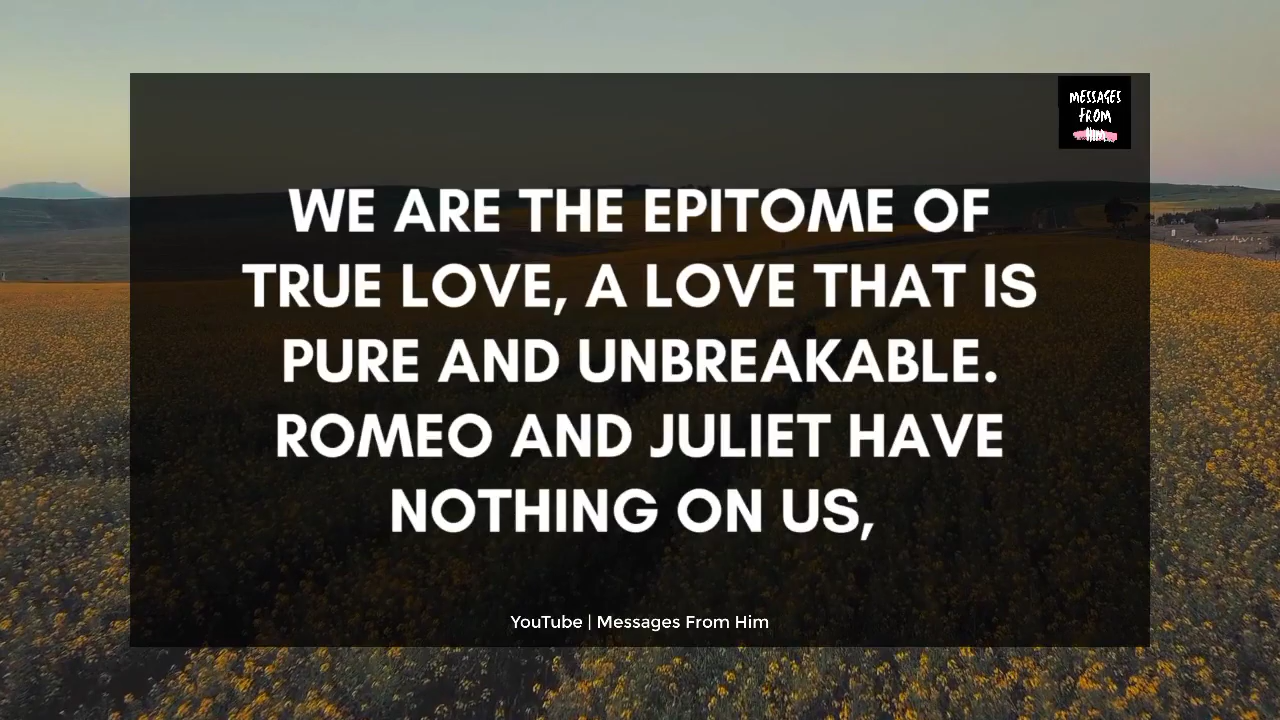 MESSAGES
FROM
HIM
WE ARE THE EPITOME OF
TRUE LOVE, A LOVE THAT IS
PURE AND UNBREAKABLE.
ROMEO AND JULIET HAVE
NOTHING ON US,
YouTube | Messages From Him